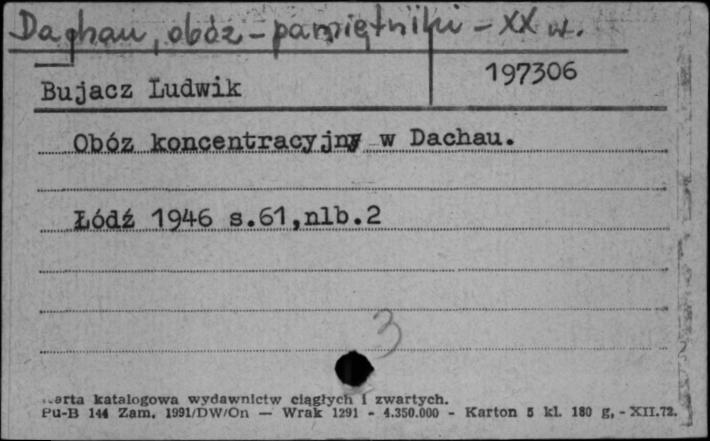 Dachau, obóz - pamiętniki - XX w.
197306
Bujacz Ludwik
Obóz koncentracyjny w Dachau.
Łódź 1946 s.61,nlb.2
3
karta katalogowa wydawnictw ciągłych i zwartych.
Pu-B 144 Zam. 1991/DW/On — Wrak 1291 - 4.350.000 - Karton 5 kl. 180 g, - XII.72.